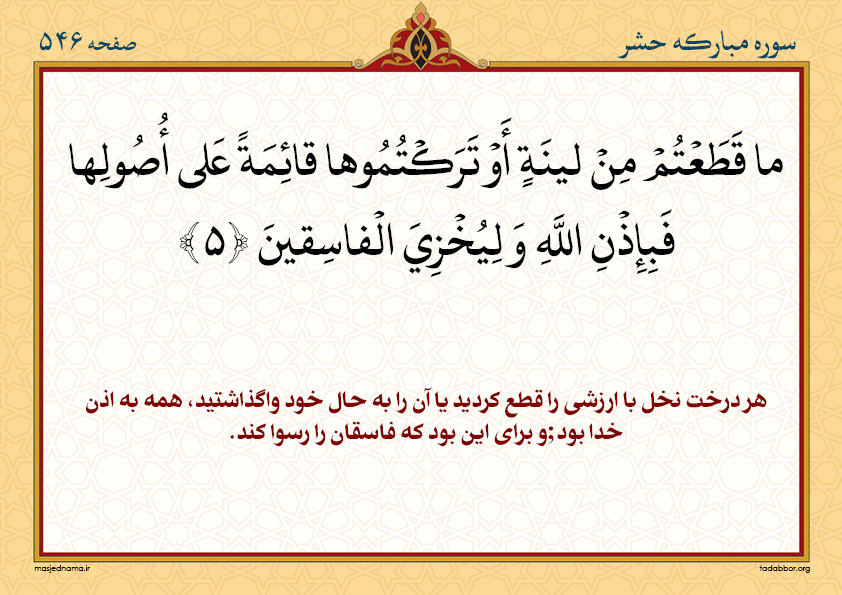 سوره مبارکه حشر
صفحه ۵۴۶
ما قَطَعْتُمْ مِنْ لينَةٍ أَوْ تَرَكْتُمُوها قائِمَةً عَلى أُصُولِها
فَبِإِذْنِ اللَّهِ وَ لِيُخْزِيَ الْفاسِقينَ ﴿۵﴾
هر درخت نخل با ارزشی را قطع کردید یا آن را به حال خود واگذاشتید، همه به اذن
خدا بود ;و برای این بود که فاسقان را رسوا کند.
masjednama.ir
tadabbor.org